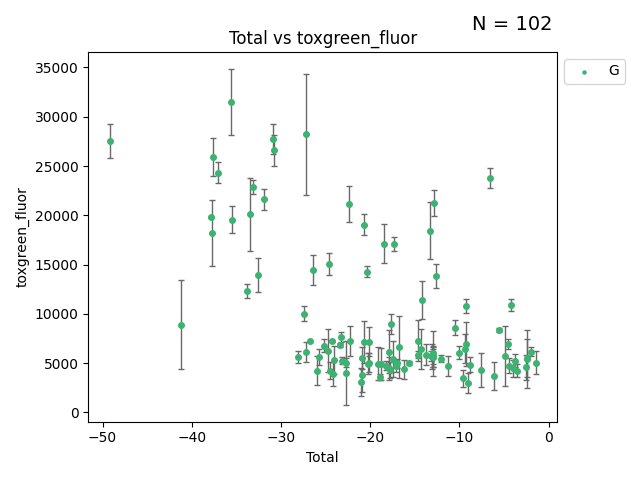 N = 102
Total vs toxgreen_fluor
G
toxgreen_fluor
35000
30000
25000
20000
15000
10000
5000
0
−50 −40 −30 −20 −10 0
Total